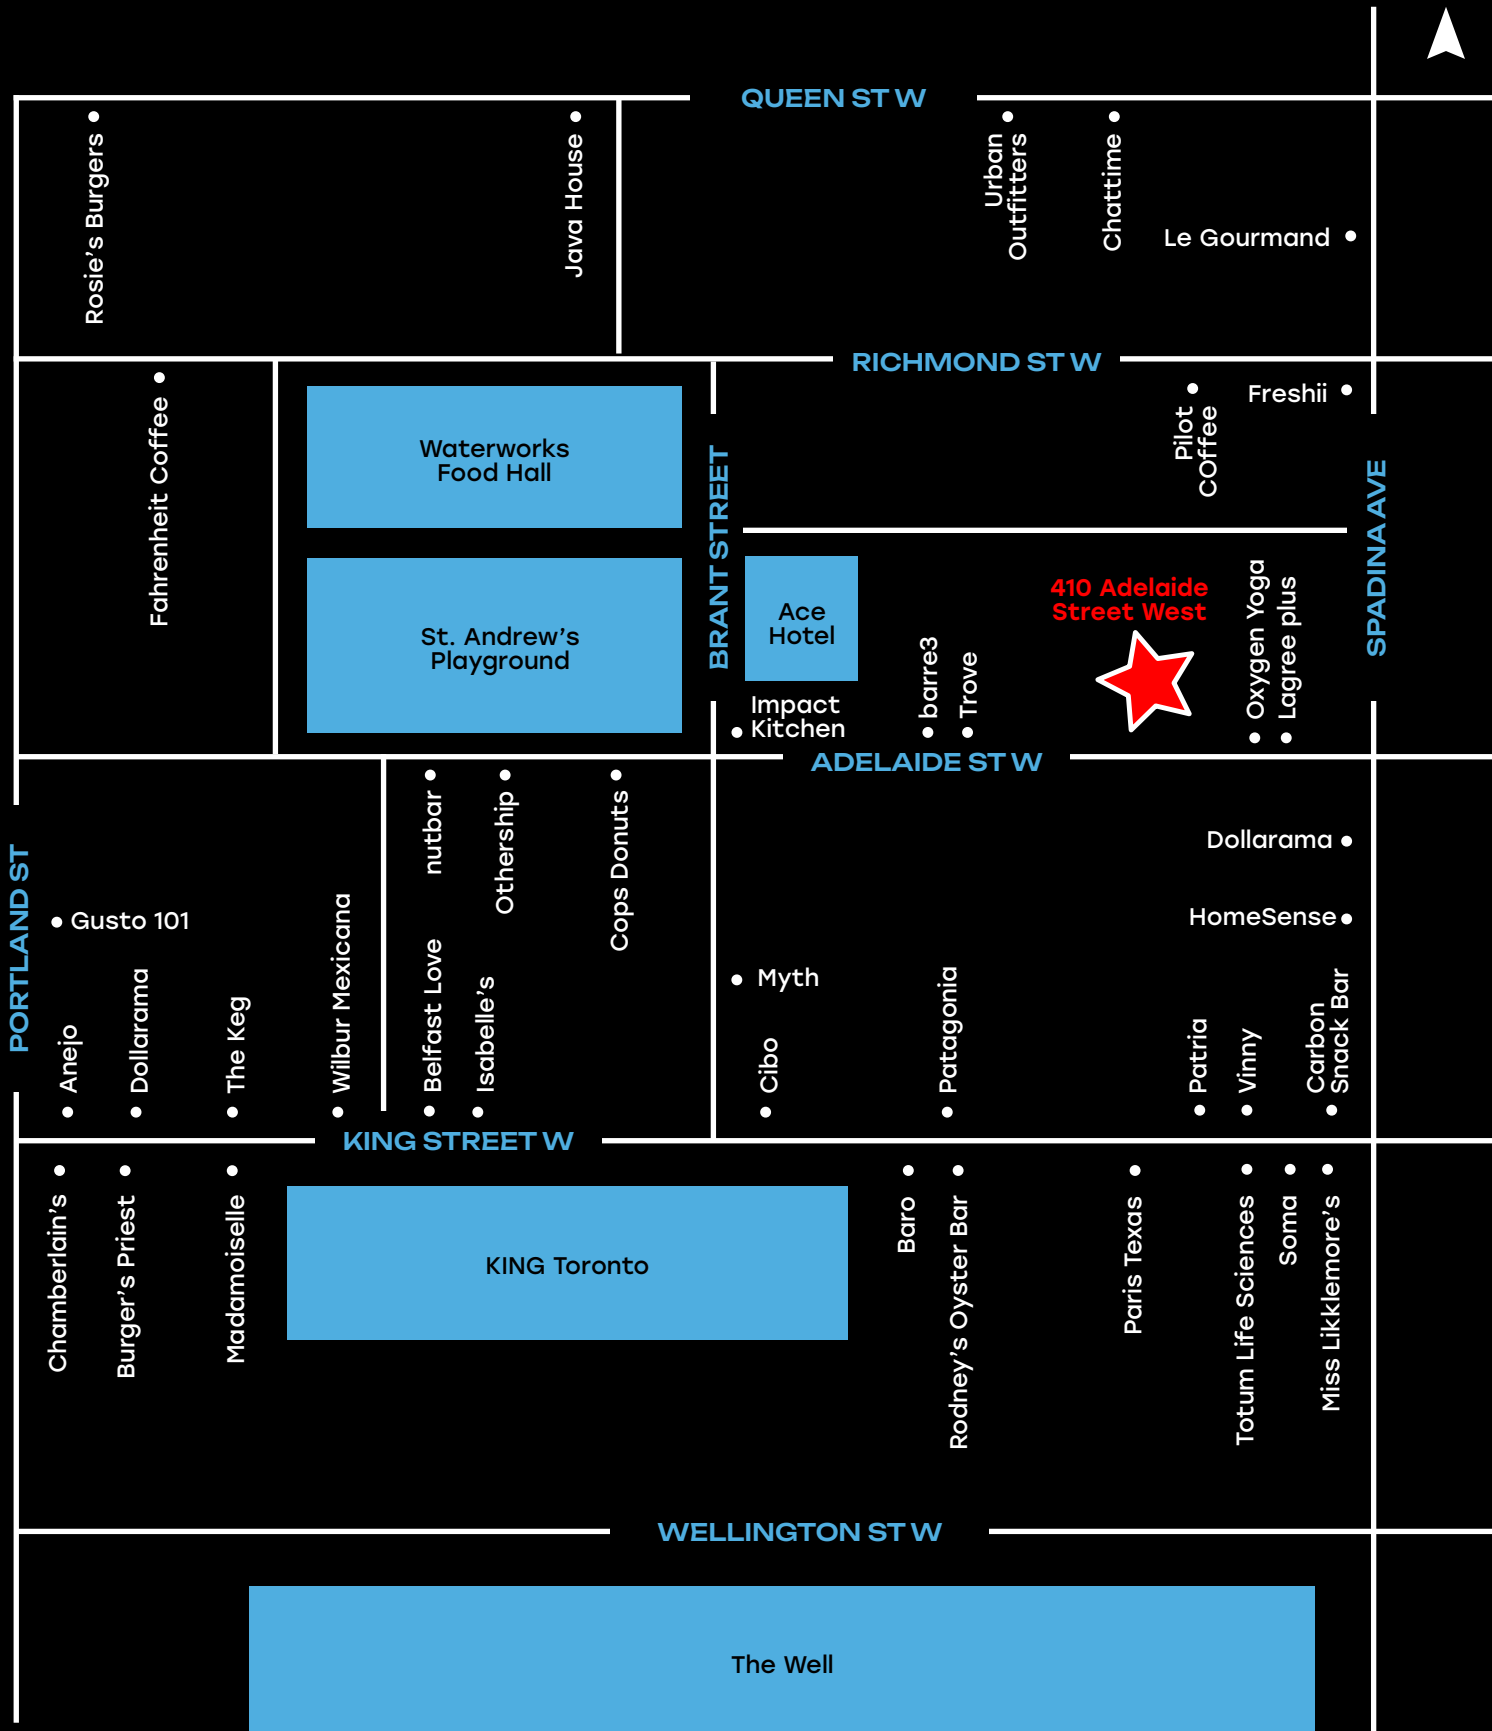 QUEEN ST W
Rosie's Burgers
Java House
Urban
Outfitters
Chattime
Le Gourmand
RICHMOND ST W
Fahrenheit Coffee
Waterworks
Food Hall
BRANT STREET
Pilot
COffee
Freshii
SPADINA AVE
St. Andrew's
Playground
Ace
Hotel
Impact
Kitchen
barre3
Trove
410 Adelaide
Street West
Oxygen Yoga
Lagree plus
ADELAIDE ST W
PORTLAND ST
nutbar
Othership
Cops Donuts
Dollarama
HomeSense
Gusto 101
Anejo
Dollarama
The Keg
Wilbur Mexicana
Belfast Love
Isabelle's
Myth
Cibo
Patagonia
Patria
Vinny
Carbon
Snack Bar
KING STREET W
Chamberlain's
Burger's Priest
Madamoiselle
KING Toronto
Baro
Rodney's Oyster Bar
Paris Texas
Totum Life Sciences
Soma
Miss Likklemore's
WELLINGTON ST W
The Well